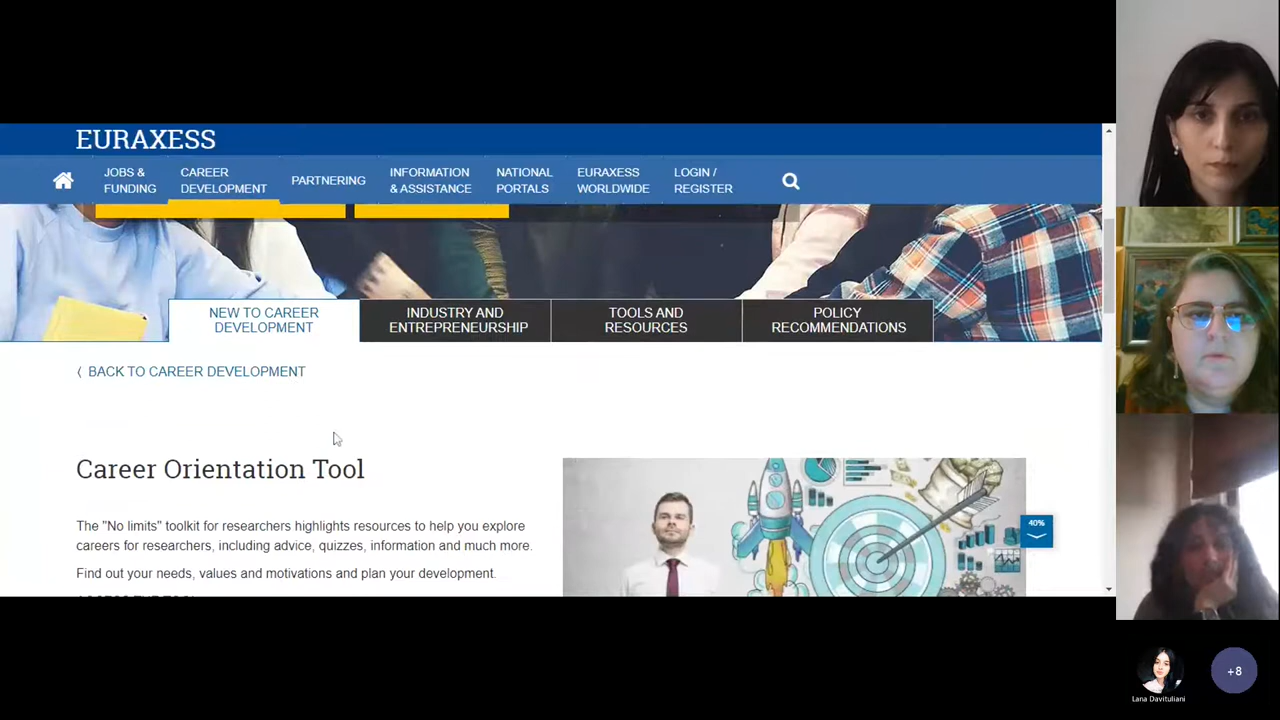 EURAXESS
JOBS &
FUNDING
CAREER
DEVELOPMENT
PARTNERING
INFORMATION
& ASSISTANCE
NATIONAL
PORTALS
EURAXESS
WORLDWIDE
LOGIN /
REGISTER
NEW TO CAREER
DEVELOPMENT
INDUSTRY AND
ENTREPRENEURSHIP
TOOLS AND
RESOURCES
POLICY
RECOMMENDATIONS
BACK TO CAREER DEVELOPMENT
Career Orientation Tool
The "No limits" toolkit for researchers highlights resources to help you explore
careers for researchers, including advice, quizzes, information and much more.
Find out your needs, values and motivations and plan your development.
40%
Lana Davituliani
+8